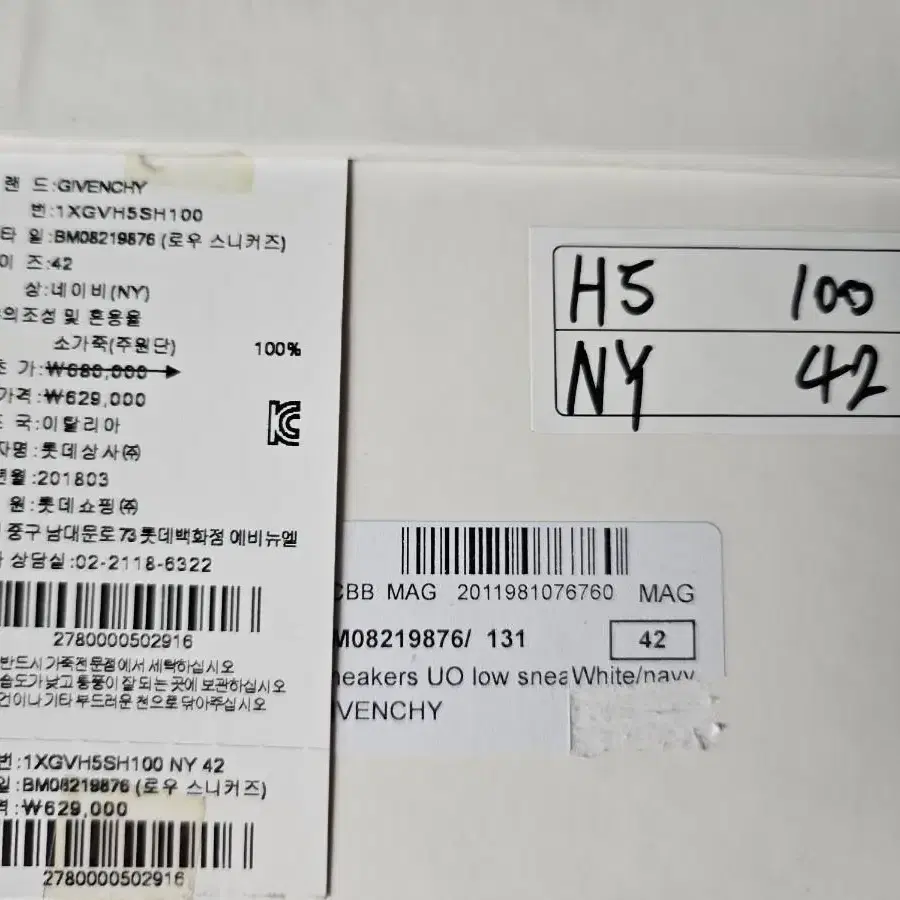 랜 드:GIVENCHY
번:1XGVH5SH100
타 일:BM08219876 (로우 스니커즈)
이 즈:42
상:네이비(NY)
의조성 및 혼용율
소가죽(주원단) 100%
초 가:₩680,000
가격:₩629,000
조 국:이탈리아
자명:롯데상사㈜
년월:201803
원:롯데쇼핑㈜
중구 남대문로 73 롯데백화점 에비뉴엘
상담실:02-2118-6322
2780000502916
반드시 가죽전문점에서 세탁하십시오
습도가 낮고 통풍이 잘 되는 곳에 보관하십시오
건이나 기타 부드러운 천으로 닦아주십시오
번:1XGVH5SH100 NY 42
일:BM08219876 (로우 스니커즈)
격:₩629,000
2780000502916
H5 100
NY 42
CBB MAG 2011981076760 MAG
M08219876/ 131 42
neakers UO low snea White/navy
VENCHY